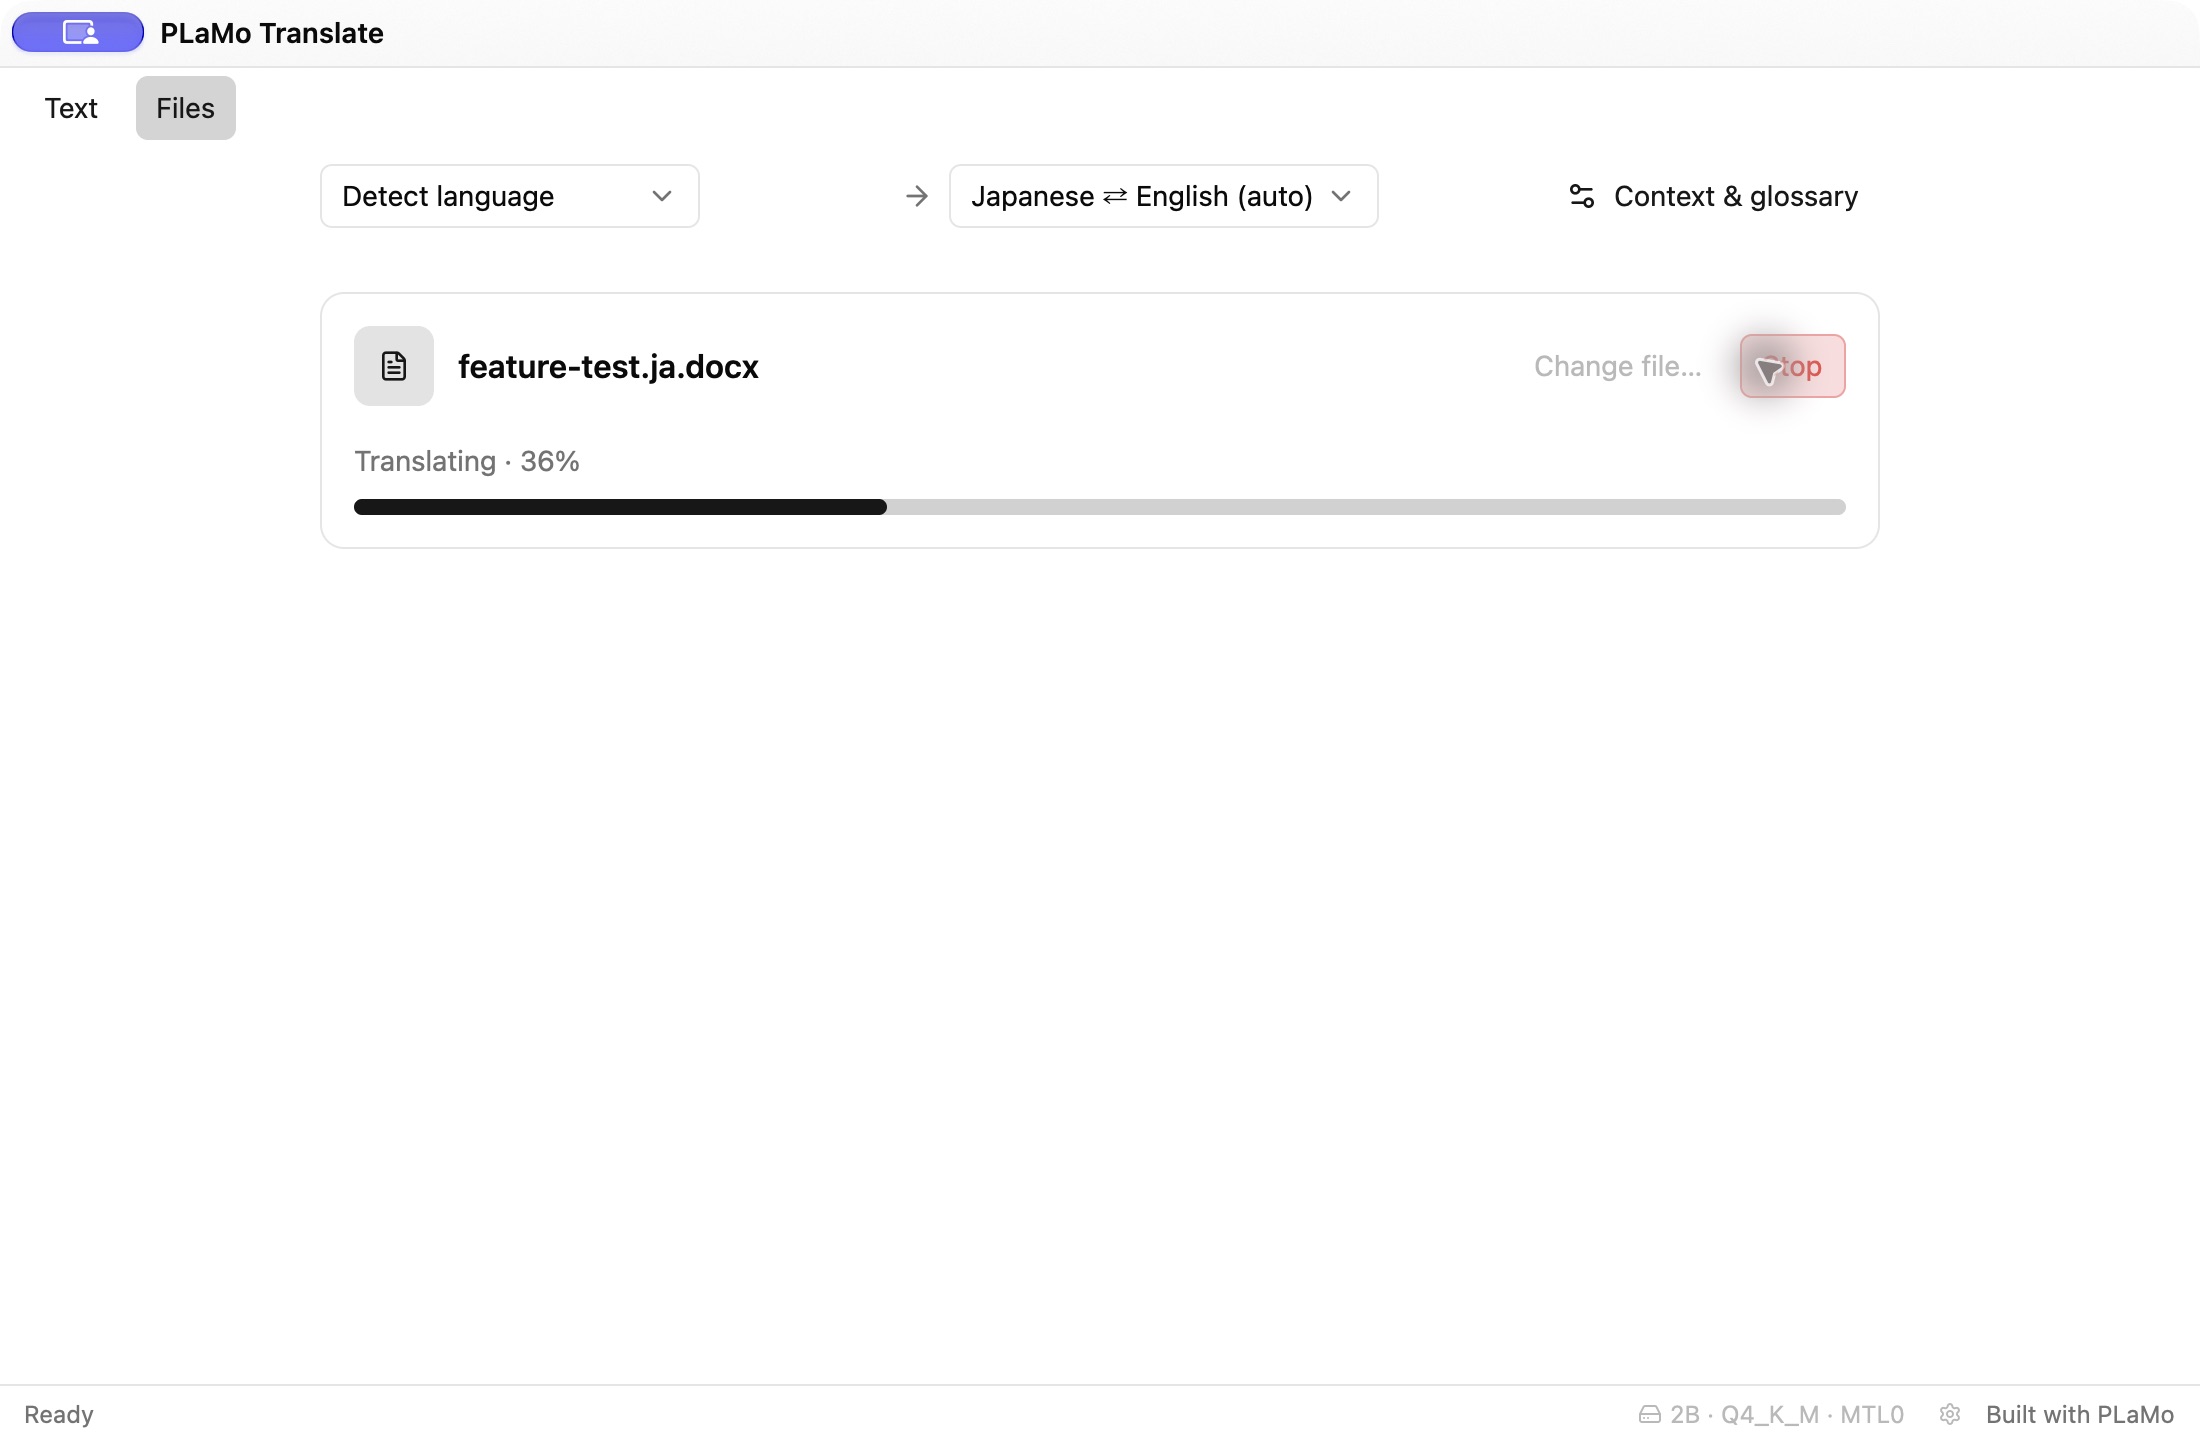 PLaMo Translate
Text Files
Detect language → Japanese ⇄ English (auto) Context & glossary
feature-test.ja.docx Change file... Stop
Translating · 36%
Ready 2B · Q4_K_M · MTL0 Built with PLaMo